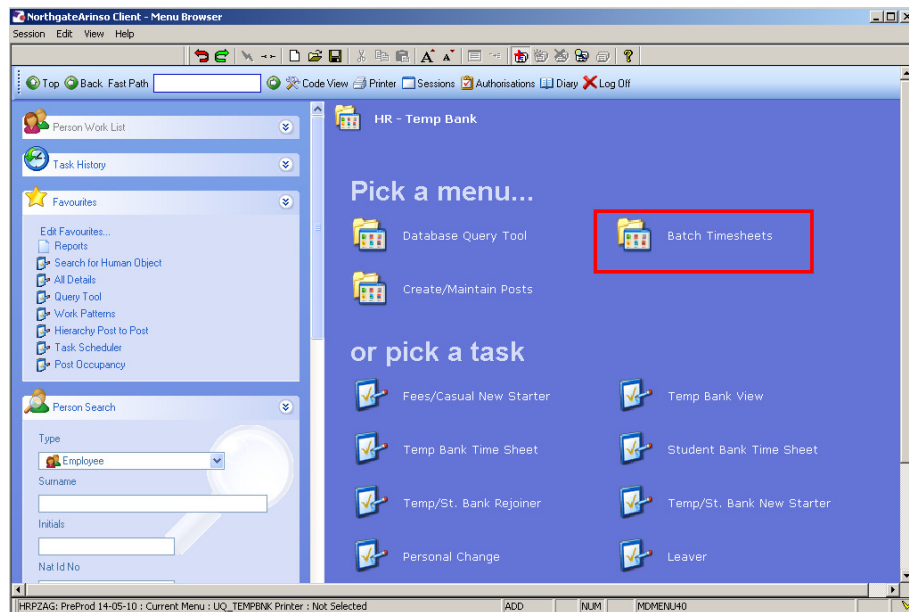 NorthgateArinso Client - Menu Browser
Session Edit View Help
Top Back Fast Path Code View Printer Sessions Authorisations Diary Log Off
Person Work List
Task History
Favourites
Edit Favourites...
Reports
Search for Human Object
All Details
Query Tool
Work Patterns
Hierarchy Post to Post
Task Scheduler
Post Occupancy
Person Search
Type
Employee
Surname
Initials
Nat Id No
HR - Temp Bank
Pick a menu...
Database Query Tool Batch Timesheets
Create/Maintain Posts
or pick a task
Fees/Casual New Starter Temp Bank View
Temp Bank Time Sheet Student Bank Time Sheet
Temp/St. Bank Rejoiner Temp/St. Bank New Starter
Personal Change Leaver
HRPZAG: PreProd 14-05-10 : Current Menu : UQ_TEMPBNK Printer : Not Selected ADD NUM MDMENU40